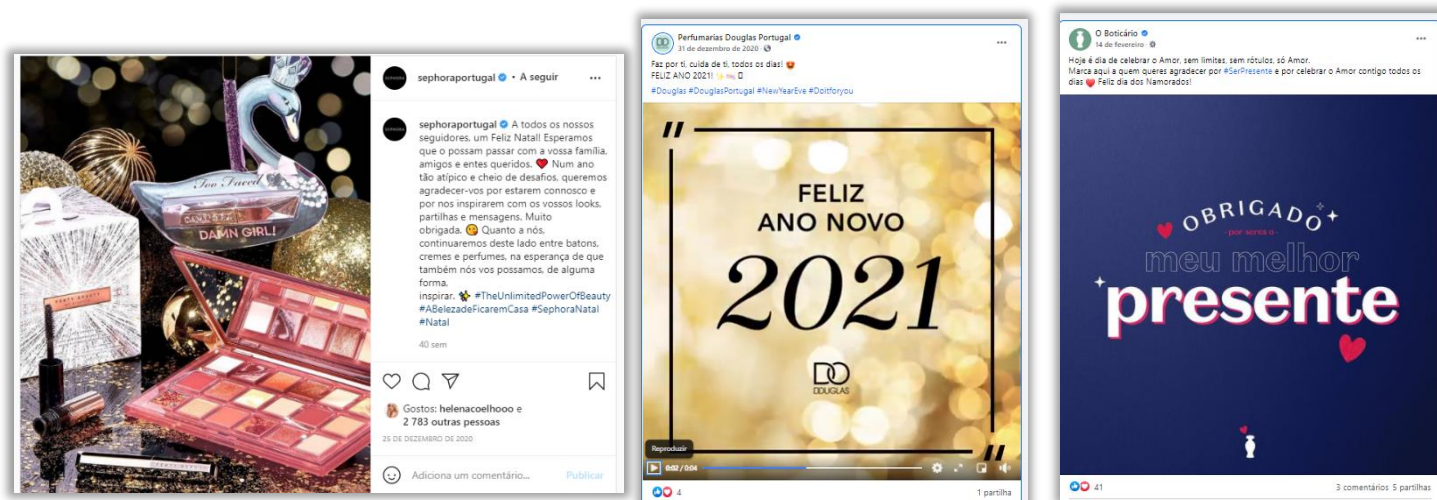 sephoraportugal • A seguir
sephoraportugal A todos os nossos
seguidores, um Feliz Natal! Esperamos
que o possam passar com a vossa família,
amigos e entes queridos. ❤️ Num ano
tão atípico e cheio de desafios, queremos
agradecer-vos por estarem connosco e
por nos inspirarem com os vossos looks,
partilhas e mensagens. Muito
obrigada. 😘 Quanto a nós,
continuaremos deste lado entre batons,
cremes e perfumes, na esperança de que
também nós vos possamos, de alguma
forma,
inspirar. ✨ #TheUnlimitedPowerOfBeauty
#ABelezadeFicaremCasa #SephoraNatal
#Natal
40 sem
Gostos: helenacoelhooo e
2 783 outras pessoas
25 DE DEZEMBRO DE 2020
Adiciona um comentário...
Publicar
Too Faced
DAMN GIRL!
DAMN GIRL!
FENTY BEAUTY
Perfumarias Douglas Portugal
31 de dezembro de 2020 ·
Faz por ti, cuida de ti, todos os dias! 😍
FELIZ ANO 2021! ✨
#Douglas #DouglasPortugal #NewYearEve #Doitforyou
FELIZ
ANO NOVO
2021
DO
DOUGLAS
Reproduzir
0:02 / 0:04
4
1 partilha
O Boticário
14 de fevereiro ·
Hoje é dia de celebrar o Amor, sem limites, sem rótulos, só Amor.
Marca aqui a quem queres agradecer por #SerPresente e por celebrar o Amor contigo todos os
dias ❤️ Feliz dia dos Namorados!
OBRIGADO
- por seres o -
meu melhor
presente
41
3 comentários 5 partilhas